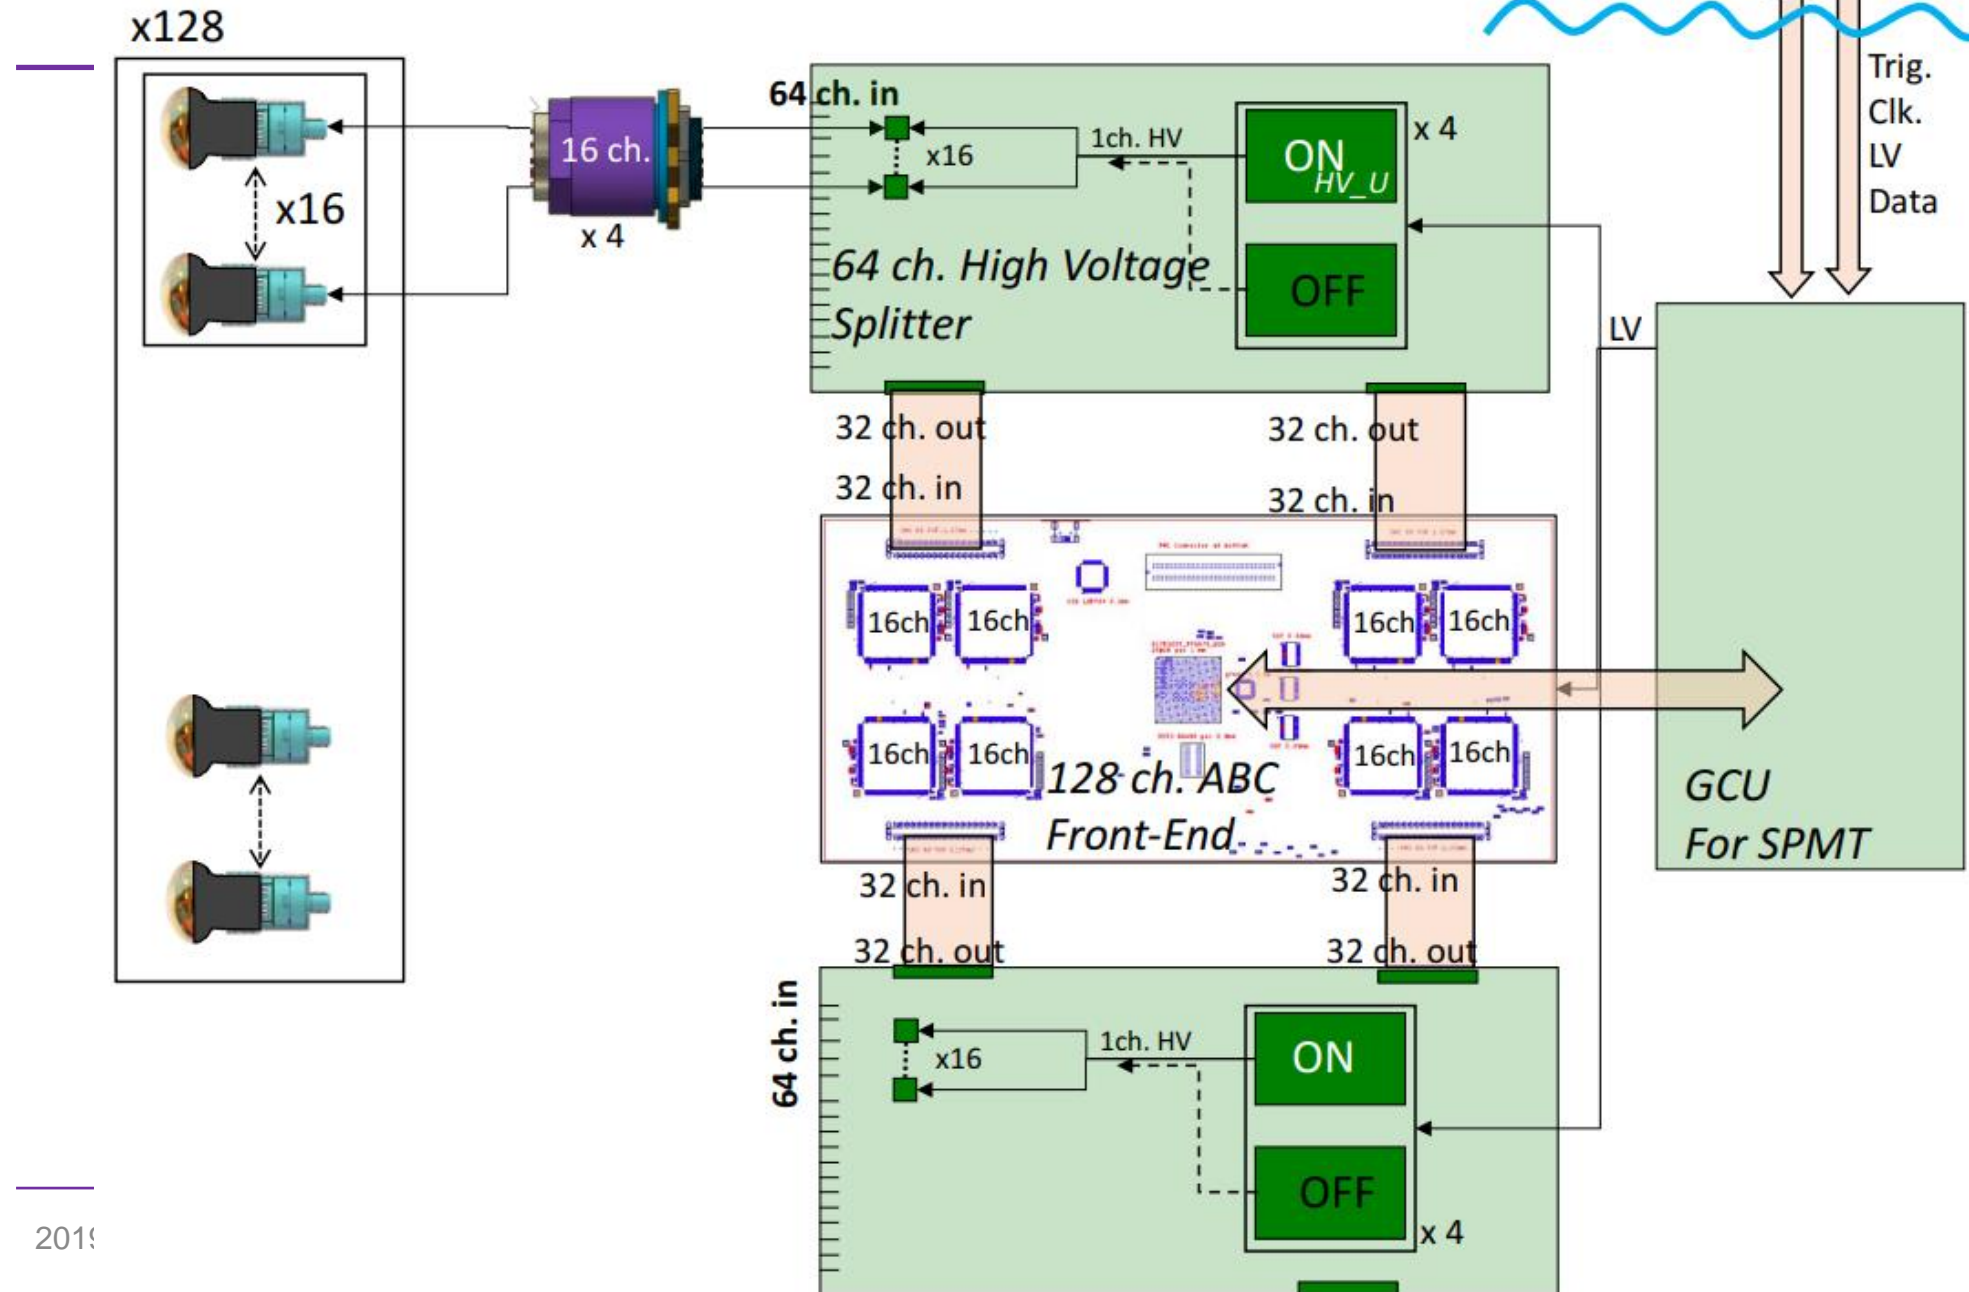 x128
x16
16 ch.
x 4
64 ch. in
x16
1ch. HV
ON
HV_U
OFF
x 4
64 ch. High Voltage
Splitter
Trig.
Clk.
LV
Data
LV
32 ch. out
32 ch. out
32 ch. in
32 ch. in
16ch
16ch
16ch
16ch
16ch
16ch
16ch
16ch
128 ch. ABC
Front-End
GCU
For SPMT
32 ch. in
32 ch. in
32 ch. out
32 ch. out
64 ch. in
x16
1ch. HV
ON
OFF
x 4